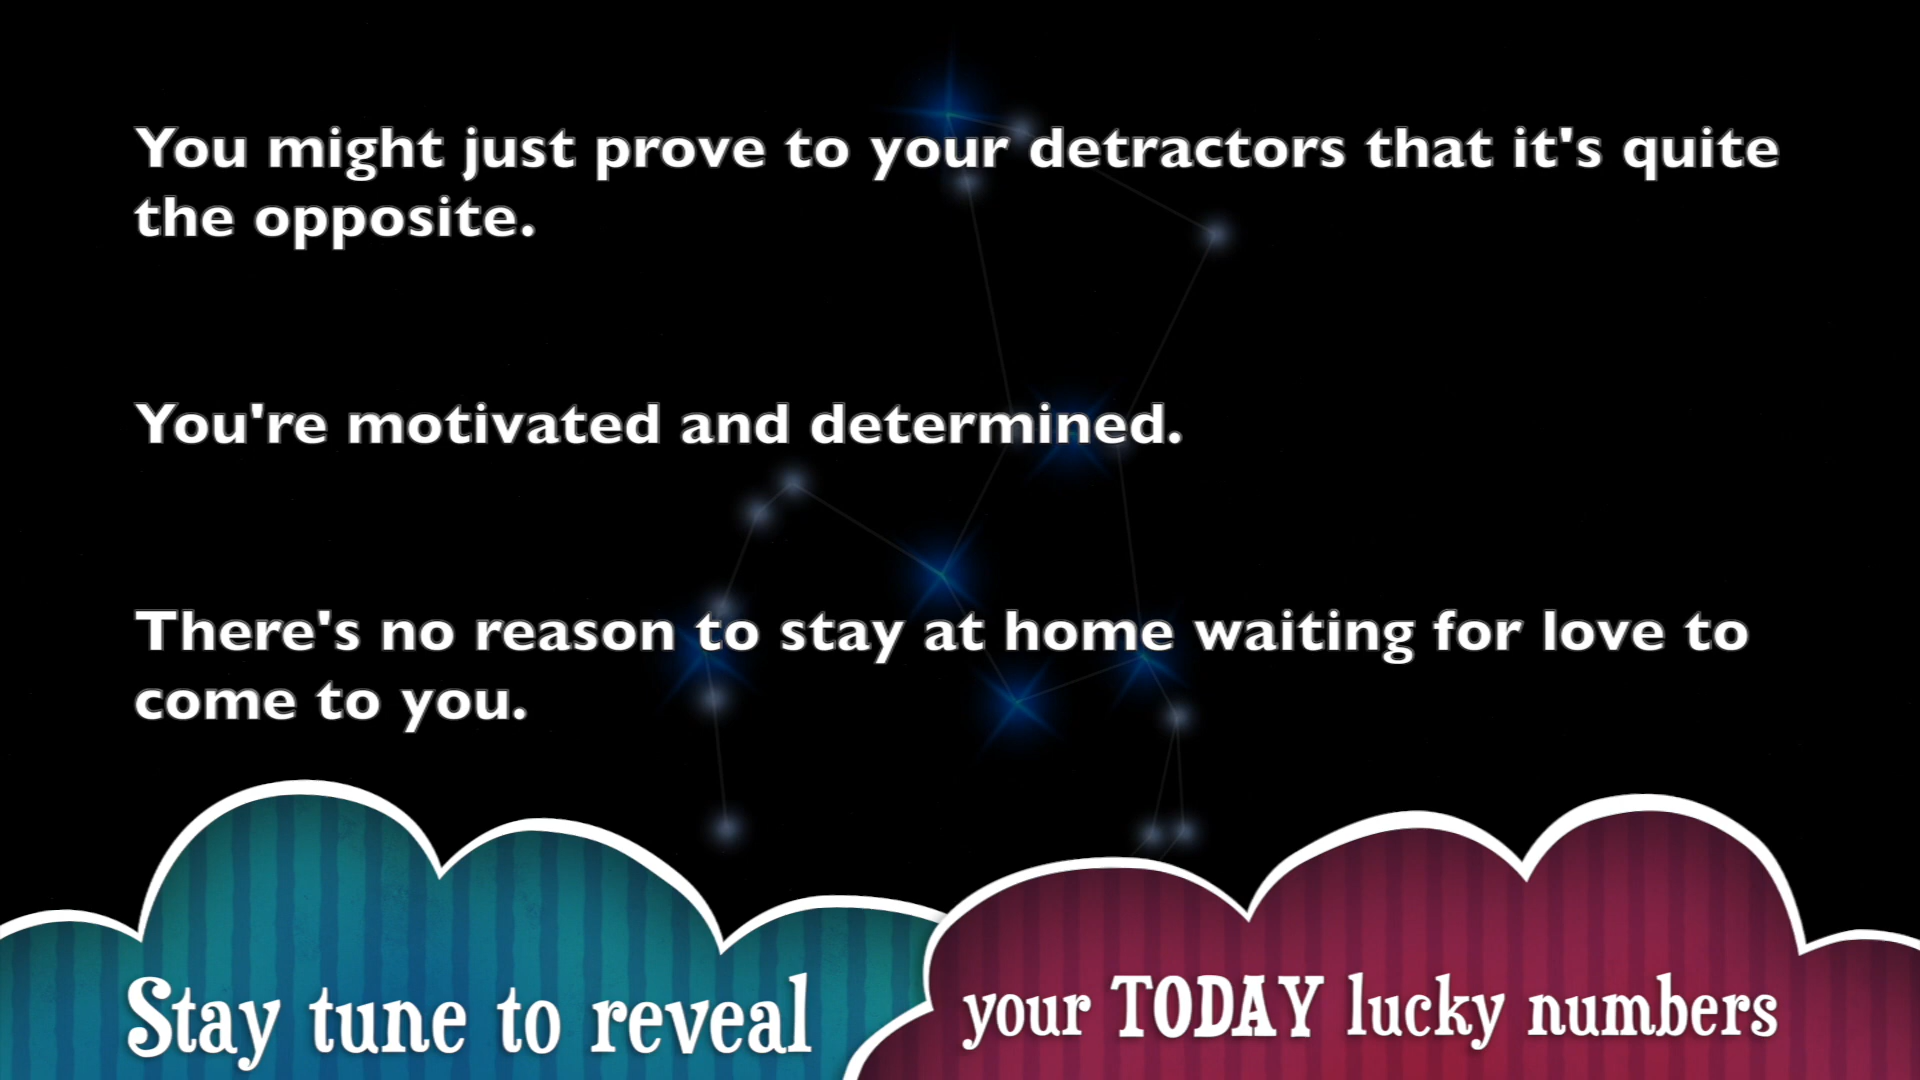 You might just prove to your detractors that it's quite
the opposite.
You're motivated and determined.
There's no reason to stay at home waiting for love to
come to you.
Stay tune to reveal
your TODAY lucky numbers